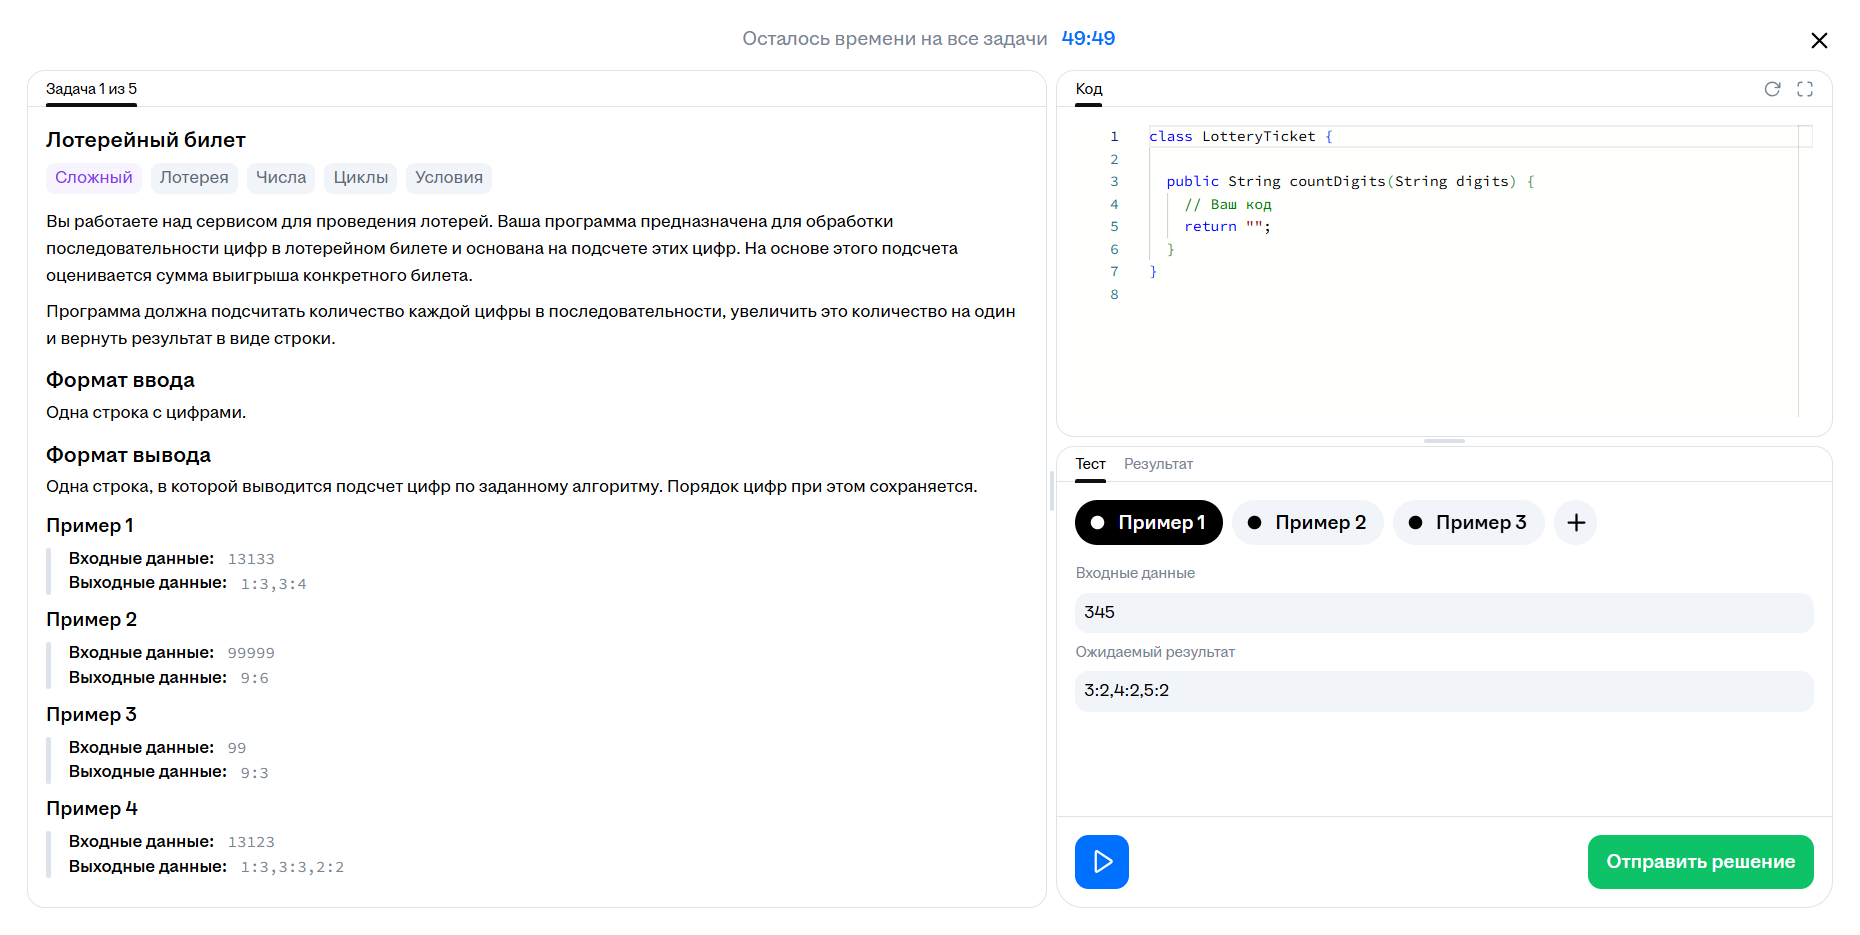 Осталось времени на все задачи 49:49
Задача 1 из 5
Лотерейный билет
Сложный Лотерея Числа Циклы Условия
Вы работаете над сервисом для проведения лотерей. Ваша программа предназначена для обработки
последовательности цифр в лотерейном билете и основана на подсчете этих цифр. На основе этого подсчета
оценивается сумма выигрыша конкретного билета.
Программа должна подсчитать количество каждой цифры в последовательности, увеличить это количество на один
и вернуть результат в виде строки.
Формат ввода
Одна строка с цифрами.
Формат вывода
Одна строка, в которой выводится подсчет цифр по заданному алгоритму. Порядок цифр при этом сохраняется.
Пример 1
Входные данные: 13133
Выходные данные: 1:3,3:4
Пример 2
Входные данные: 99999
Выходные данные: 9:6
Пример 3
Входные данные: 99
Выходные данные: 9:3
Пример 4
Входные данные: 13123
Выходные данные: 1:3,3:3,2:2
Код
1 class LotteryTicket {
2
3 public String countDigits(String digits) {
4 // Ваш код
5 return "";
6 }
7 }
8
Тест Результат
Пример 1 Пример 2 Пример 3 +
Входные данные
345
Ожидаемый результат
3:2,4:2,5:2
Отправить решение